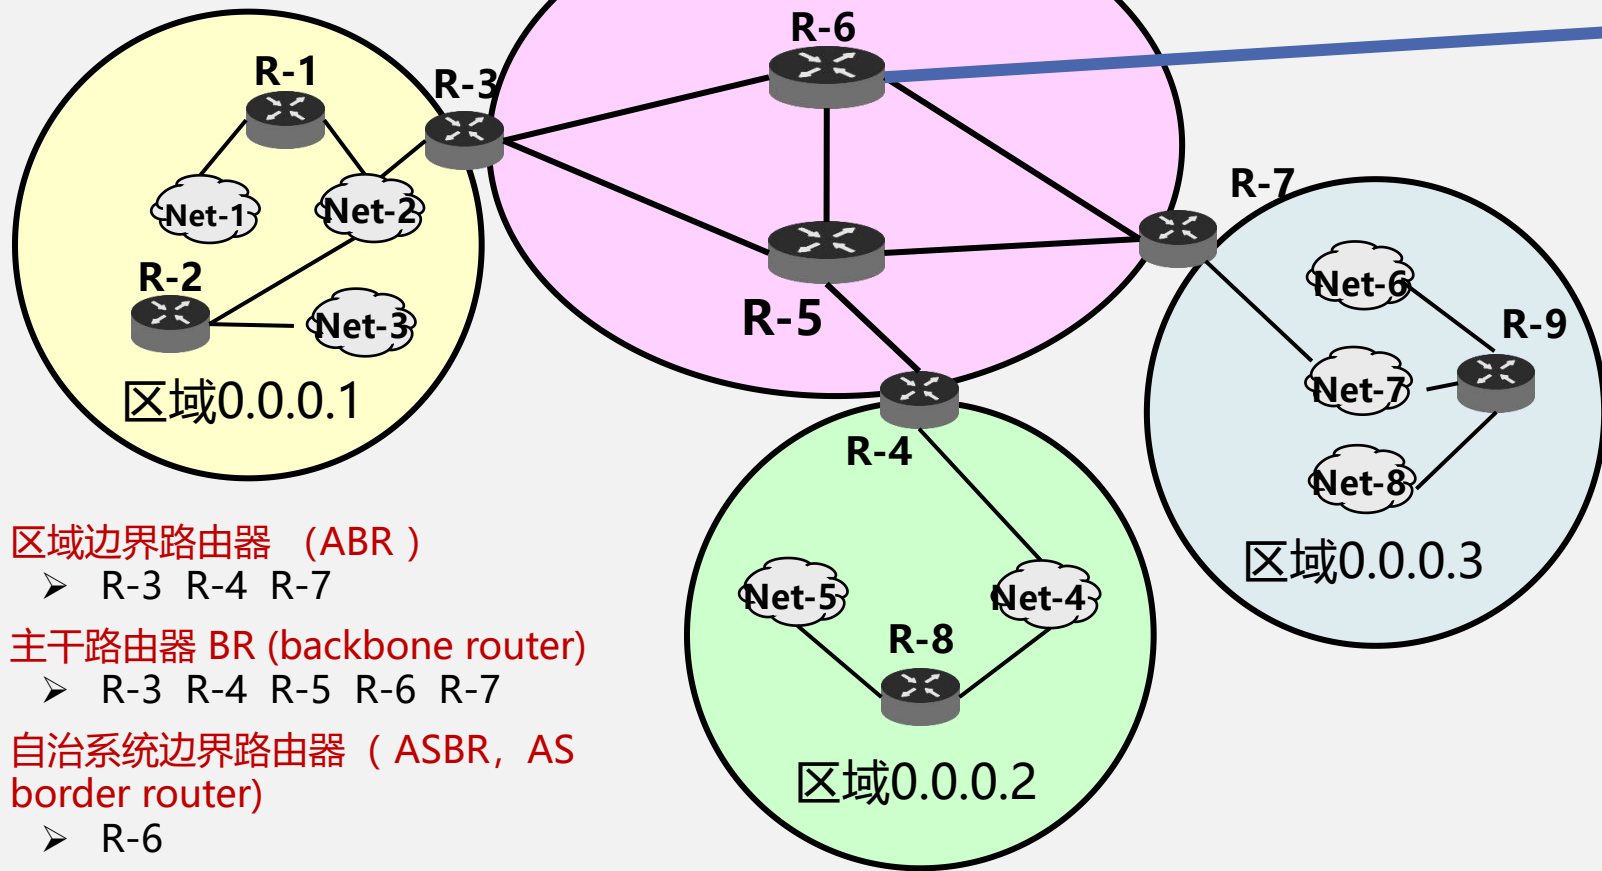 R-6
R-1
R-3
R-7
Net-1
Net-2
R-2
Net-6
Net-3
R-5
R-9
区域0.0.0.1
Net-7
R-4
Net-8
区域0.0.0.3
区域边界路由器 （ABR ）
➢ R-3 R-4 R-7
Net-5
Net-4
主干路由器 BR (backbone router)
R-8
➢ R-3 R-4 R-5 R-6 R-7
自治系统边界路由器（ ASBR，AS
border router)
区域0.0.0.2
➢ R-6